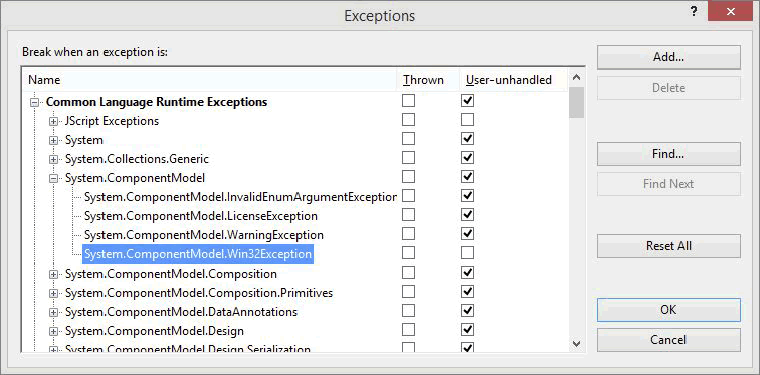 Exceptions
?
Break when an exception is:
Name Thrown User-unhandled
Common Language Runtime Exceptions
JScript Exceptions
System
System.Collections.Generic
System.ComponentModel
System.ComponentModel.InvalidEnumArgumentException
System.ComponentModel.LicenseException
System.ComponentModel.WarningException
System.ComponentModel.Win32Exception
System.ComponentModel.Composition
System.ComponentModel.Composition.Primitives
System.ComponentModel.DataAnnotations
System.ComponentModel.Design
System.ComponentModel.Design.Serialization
Add...
Delete
Find...
Find Next
Reset All
OK
Cancel